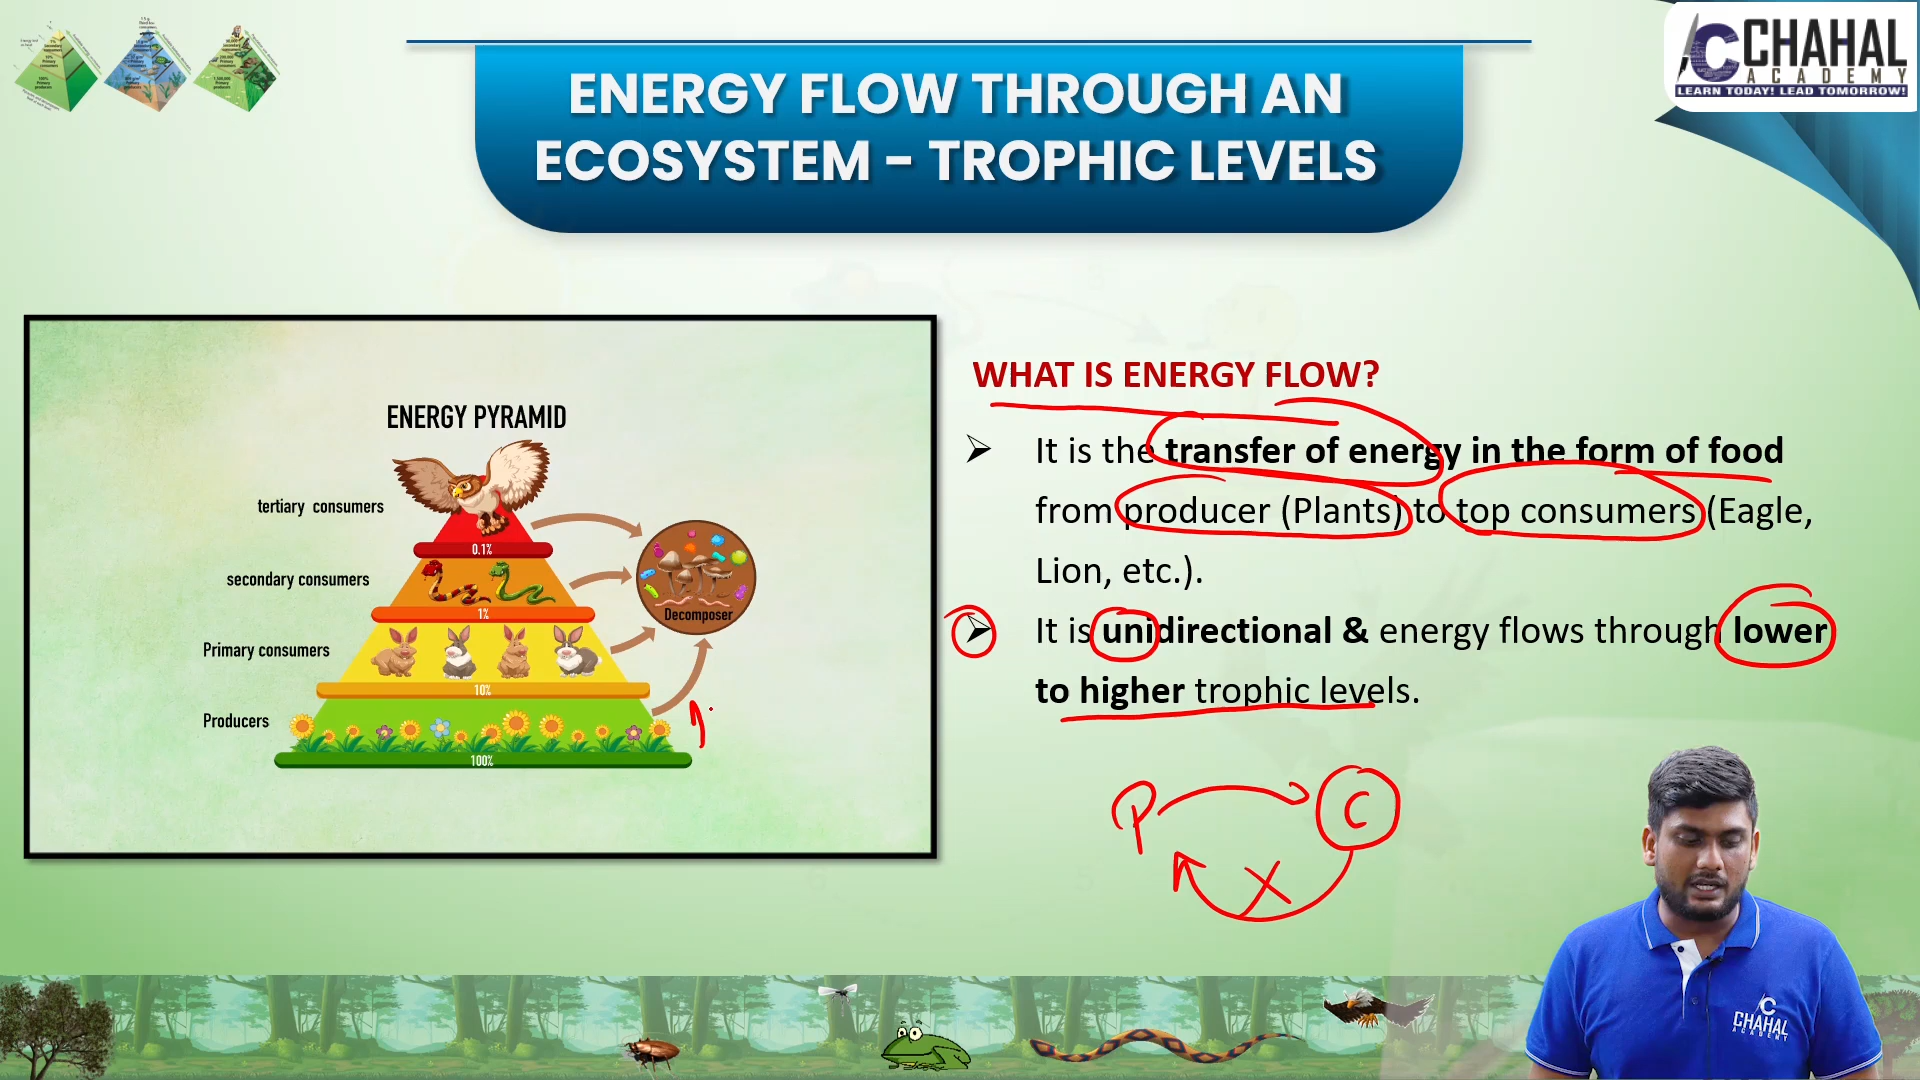 CHAHAL
ACADEMY
LEARN TODAY! LEAD TOMORROW!
ENERGY FLOW THROUGH AN
ECOSYSTEM - TROPHIC LEVELS
ENERGY PYRAMID
tertiary consumers
0.1%
secondary consumers
1%
Decomposer
Primary consumers
10%
Producers
100%
WHAT IS ENERGY FLOW?
It is the transfer of energy in the form of food
from producer (Plants) to top consumers (Eagle,
Lion, etc.).
It is unidirectional & energy flows through lower
to higher trophic levels.
P C
X
CHAHAL
ACADEMY